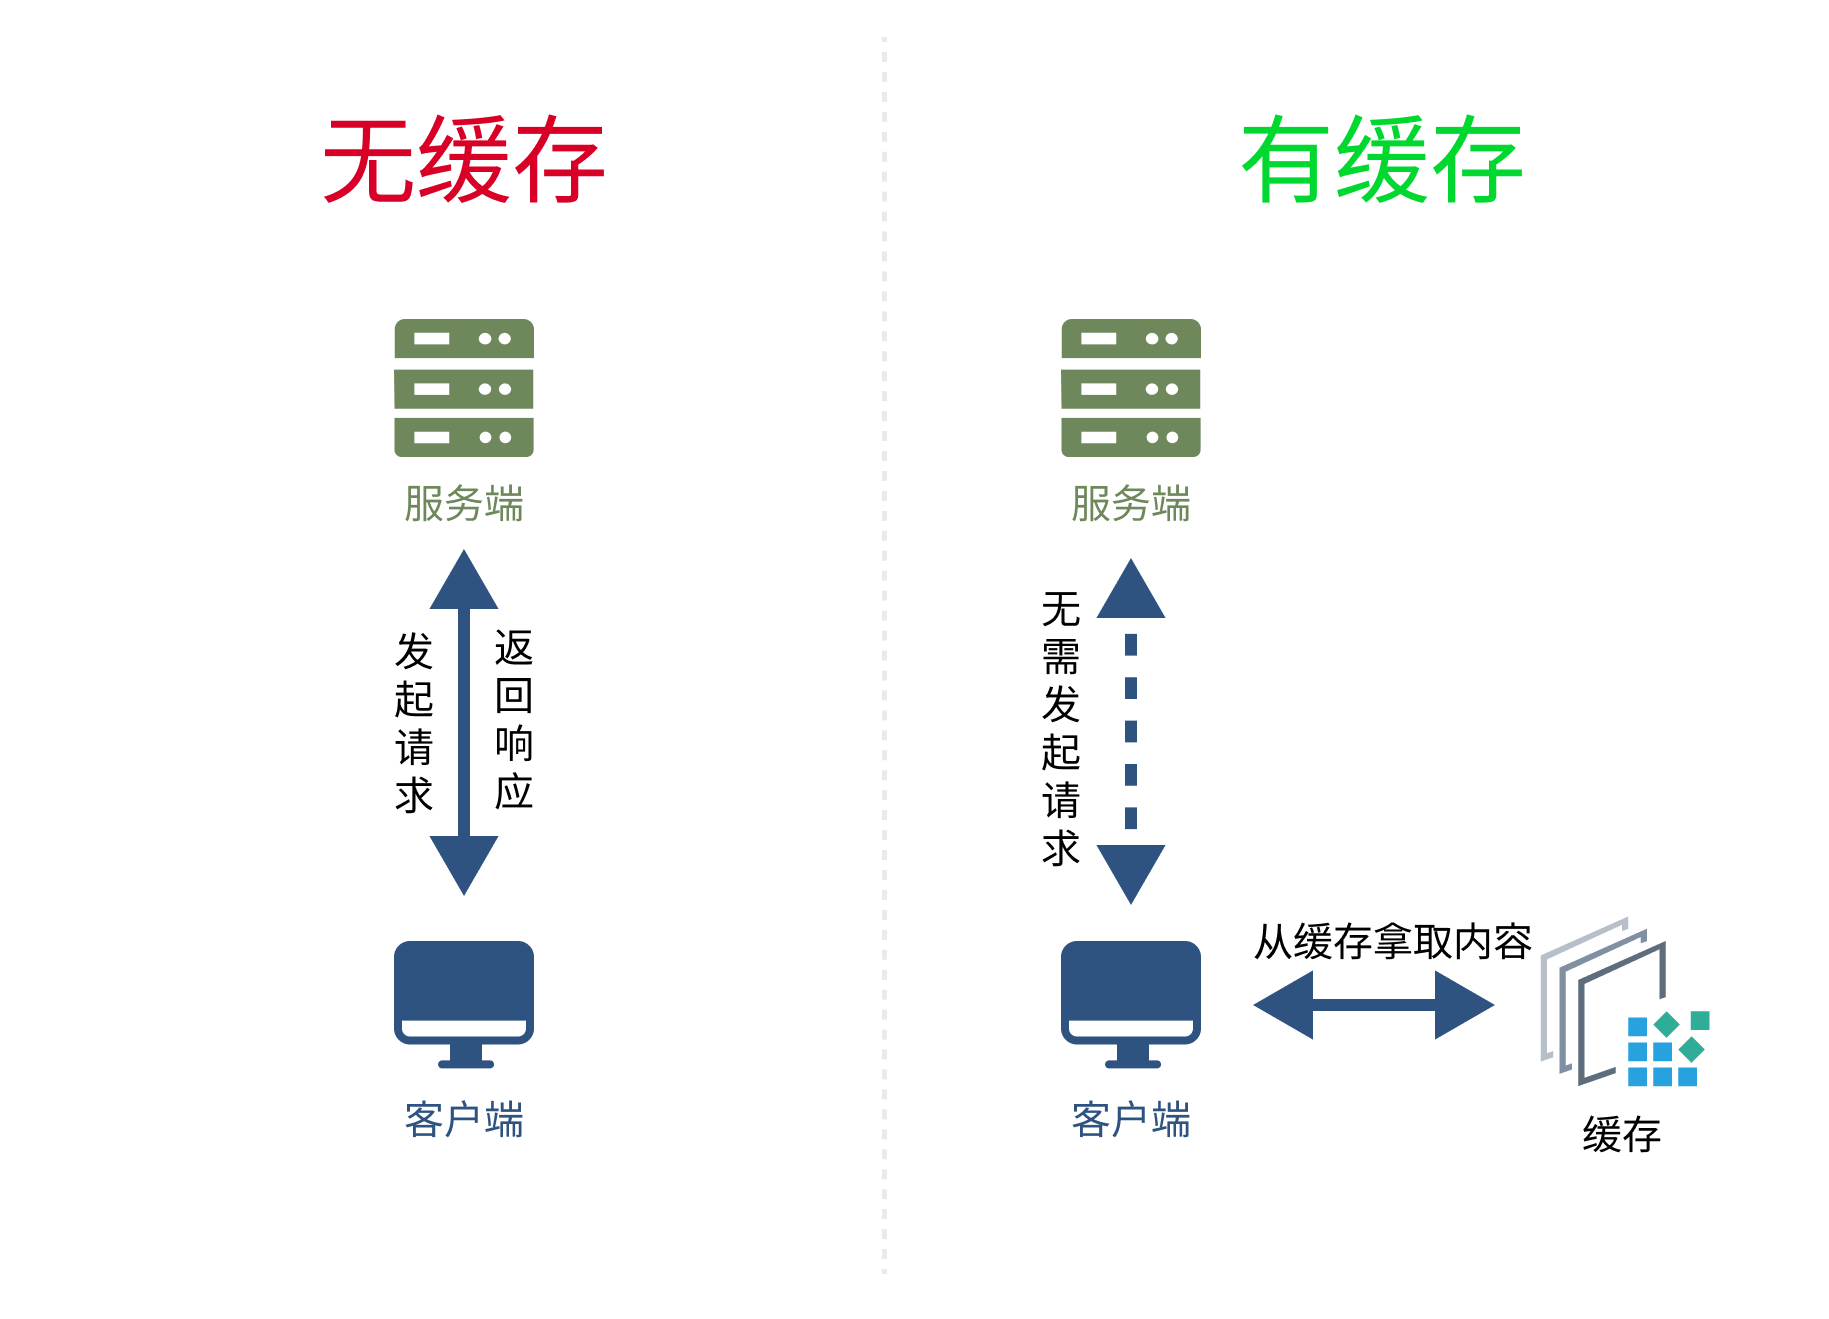 无缓存
服务端
发起请求
返回响应
客户端
有缓存
服务端
无需发起请求
从缓存拿取内容
客户端
缓存